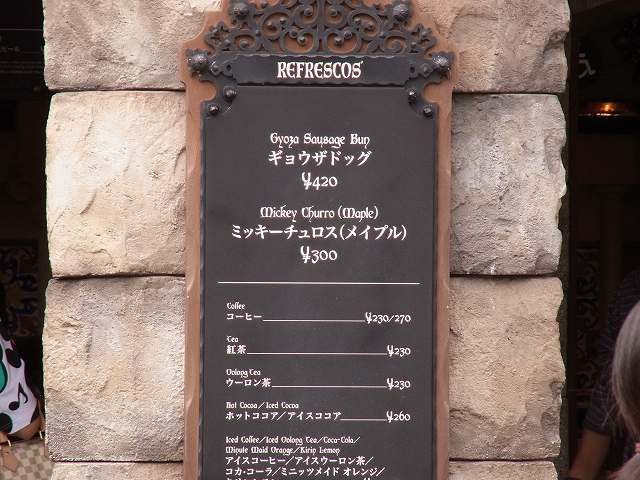 REFRESCOS'
Gyoza Sausage Bun
ギョウザドッグ
¥420
Mickey Churro (Maple)
ミッキーチュロス(メイプル)
¥300
Coffee
コーヒー ¥230/270
Tea
紅茶 ¥230
Oolong Tea
ウーロン茶 ¥230
Hot Cocoa/Iced Cocoa
ホットココア/アイスココア ¥260
Iced Coffee/Iced Oolong Tea/Coca-Cola/
Minute Maid Orange/Kirin Lemon
アイスコーヒー/アイスウーロン茶/
コカ・コーラ/ミニッツメイド オレンジ/